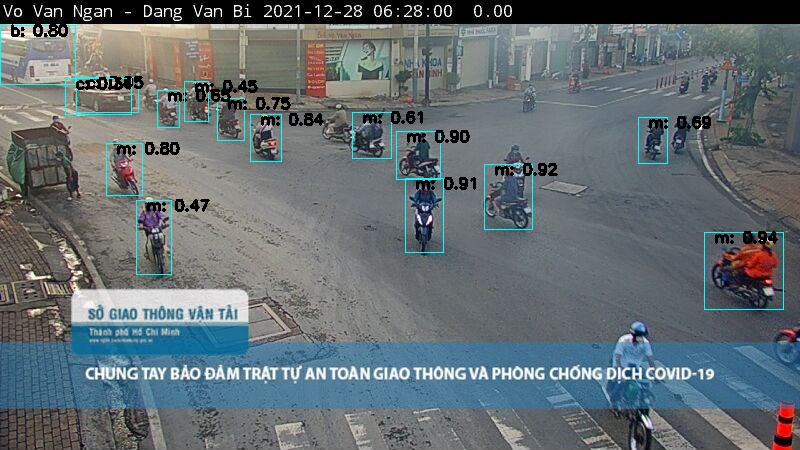 Vo Van Ngan - Dang Van Bi 2021-12-28 06:28:00 0.00
b: 0.80
m: 0.45
m: 0.75
m: 0.84
m: 0.61
m: 0.90
m: 0.69
m: 0.80
m: 0.92
m: 0.91
m: 0.47
m: 0.94
NHA KHOA
SỞ GIAO THÔNG VẬN TẢI
Thành phố Hồ Chí Minh
CHUNG TAY BẢO ĐẢM TRẬT TỰ AN TOÀN GIAO THÔNG VÀ PHÒNG CHỐNG DỊCH COVID-19